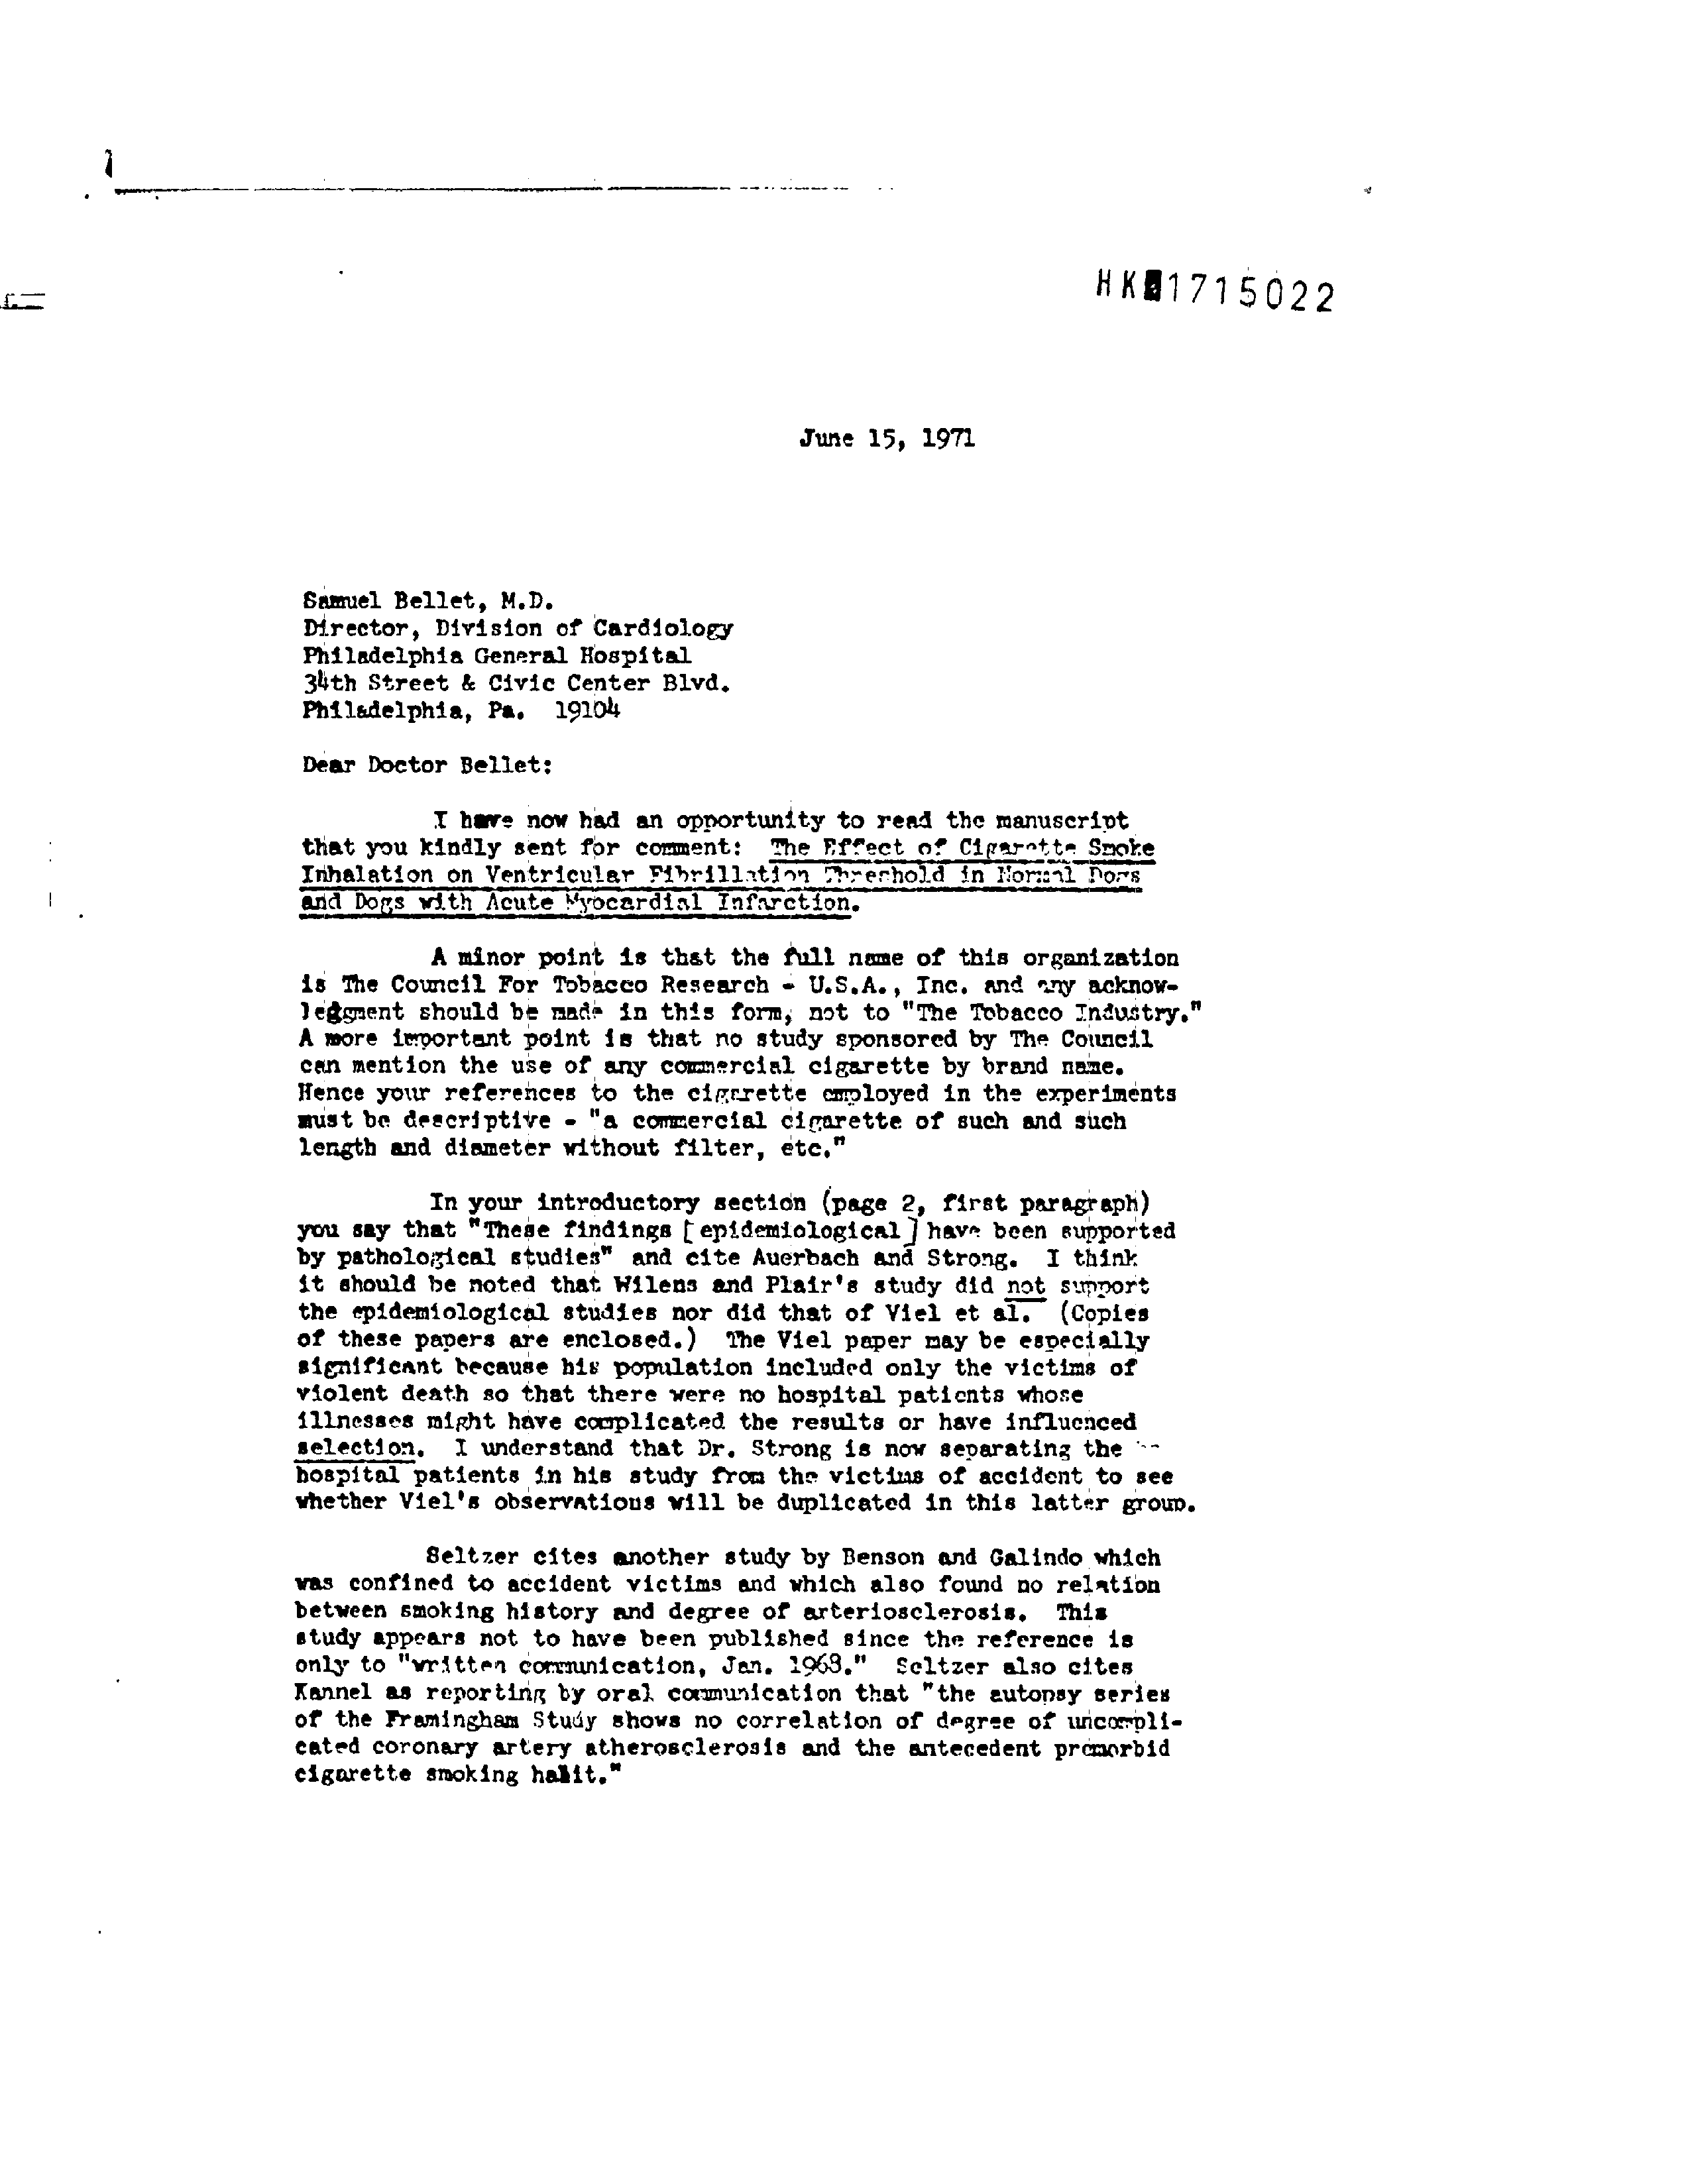 HK 1715022
June 15, 1971
Samuel Bellet, M.D.
Director, Division of Cardiology
Philadelphia General Hospital
34th Street & Civic Center Blvd.
Philadelphia, Pa. 19104
Dear Doctor Bellet:
I have now had an opportunity to read the manuscript
that you kindly sent for comment: The Effect of Cigarette Smoke
Inhalation on Ventricular Fibrillation Threshold in Normal Dogs
and Dogs with Acute Myocardial Infarction.
A minor point is that the full name of this organization
is The Council For Tobacco Research - U.S.A., Inc. and any acknow-
ledgment should be made in this form, not to "The Tobacco Industry."
A more important point is that no study sponsored by The Council
can mention the use of any commercial cigarette by brand name.
Hence your references to the cigarette employed in the experiments
must be descriptive - "a commercial cigarette of such and such
length and diameter without filter, etc."
In your introductory section (page 2, first paragraph)
you say that "These findings [epidemiological] have been supported
by pathological studies" and cite Auerbach and Strong. I think
it should be noted that Wilens and Plair's study did not support
the epidemiological studies nor did that of Viel et al. (Copies
of these papers are enclosed.) The Viel paper may be especially
significant because his population included only the victims of
violent death so that there were no hospital patients whose
illnesses might have complicated the results or have influenced
selection. I understand that Dr. Strong is now separating the
hospital patients in his study from the victims of accident to see
whether Viel's observations will be duplicated in this latter group.
Seltzer cites another study by Benson and Galindo which
was confined to accident victims and which also found no relation
between smoking history and degree of arteriosclerosis. This
study appears not to have been published since the reference is
only to "written communication, Jan. 1968." Seltzer also cites
Kannel as reporting by oral communication that "the autopsy series
of the Framingham Study shows no correlation of degree of uncompli-
cated coronary artery atherosclerosis and the antecedent premorbid
cigarette smoking habit."